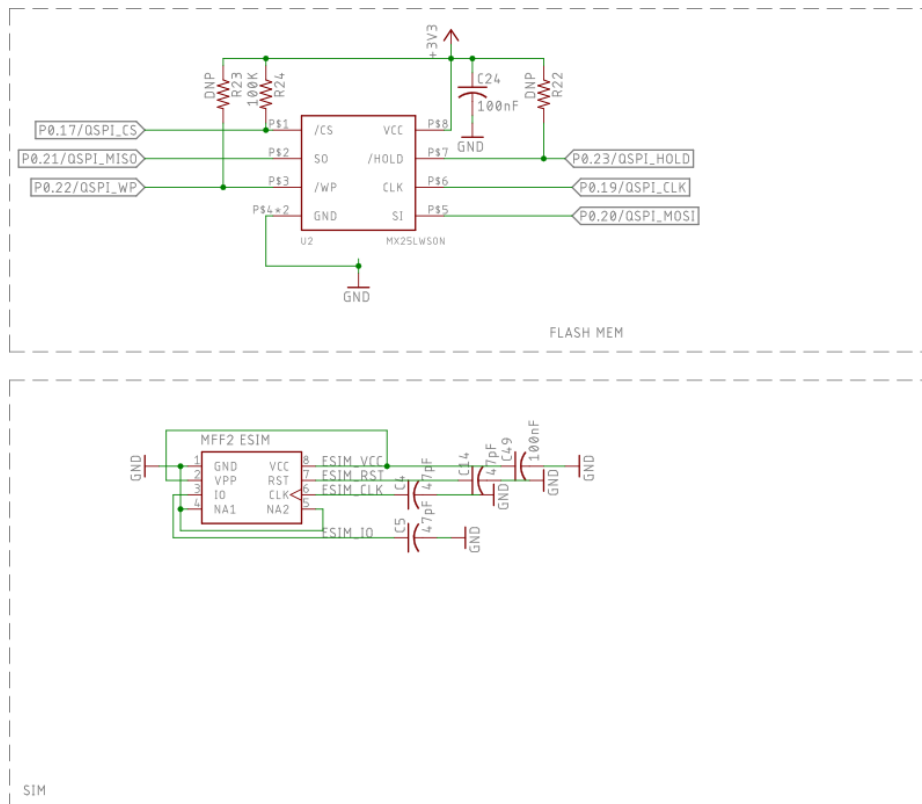 +3V3
DNP
R23
100K
R24
C24
100nF
GND
DNP
R22
P0.17/QSPI_CS
P$1
/CS
VCC
P$8
P0.21/QSPI_MISO
P$2
SO
/HOLD
P$7
P0.23/QSPI_HOLD
P0.22/QSPI_WP
P$3
/WP
CLK
P$6
P0.19/QSPI_CLK
P$4*2
GND
SI
P$5
P0.20/QSPI_MOSI
U2
MX25LWSON
GND
FLASH MEM
MFF2 ESIM
GND
1
GND
VCC
8
ESIM_VCC
2
VPP
RST
7
ESIM_RST
3
IO
CLK
6
ESIM_CLK
4
NA1
NA2
5
ESIM_IO
C4
47pF
C14
47pF
C49
100nF
GND
GND
GND
C5
47pF
GND
SIM